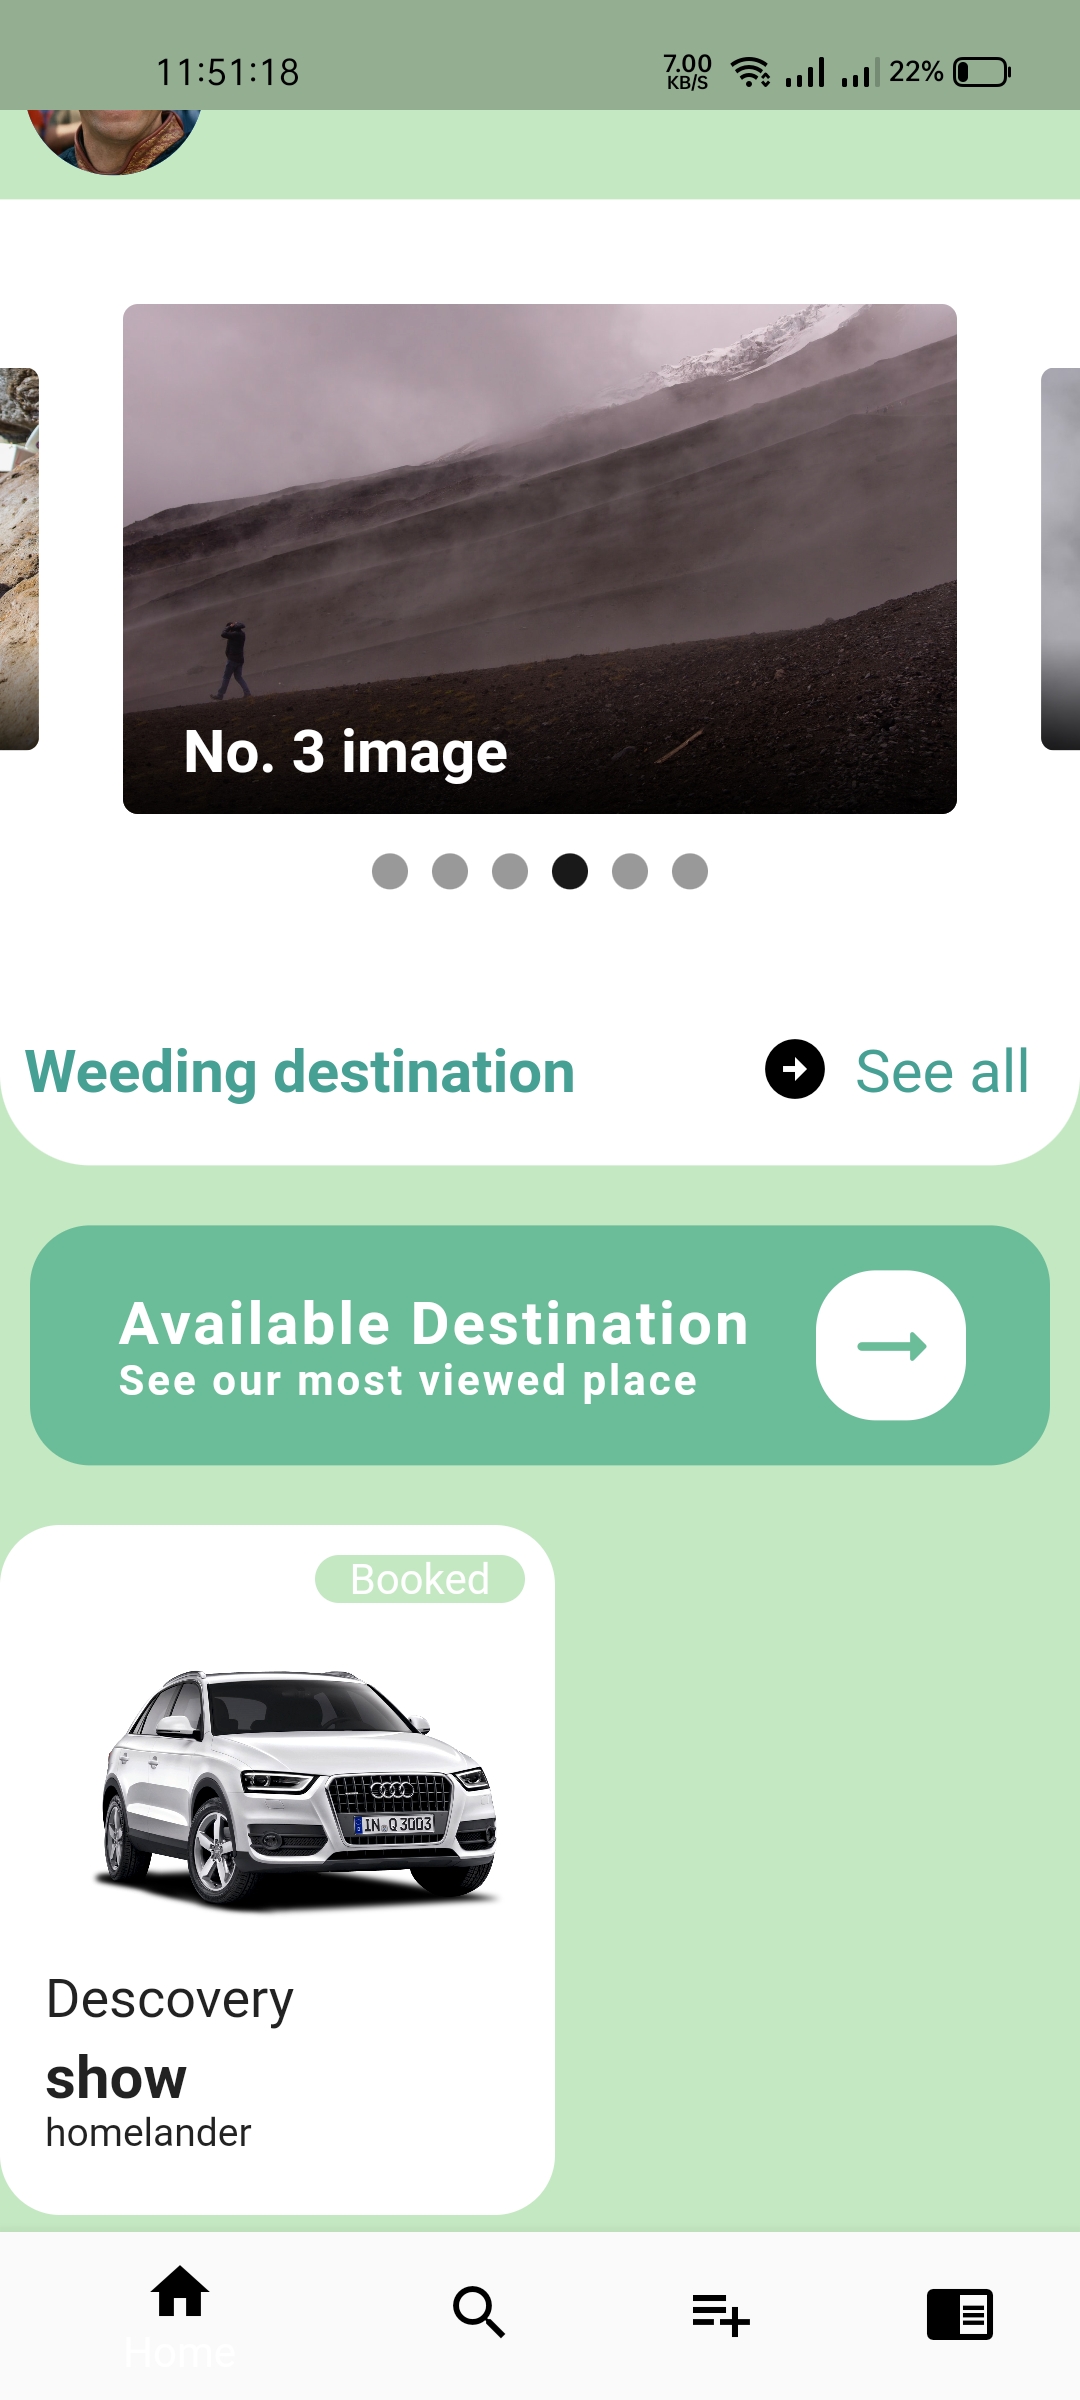 11:51:18
7.00
KB/S
22%
No. 3 image
Weeding destination
See all
Available Destination
See our most viewed place
Booked
IN Q 3003
Descovery
show
homelander
Home